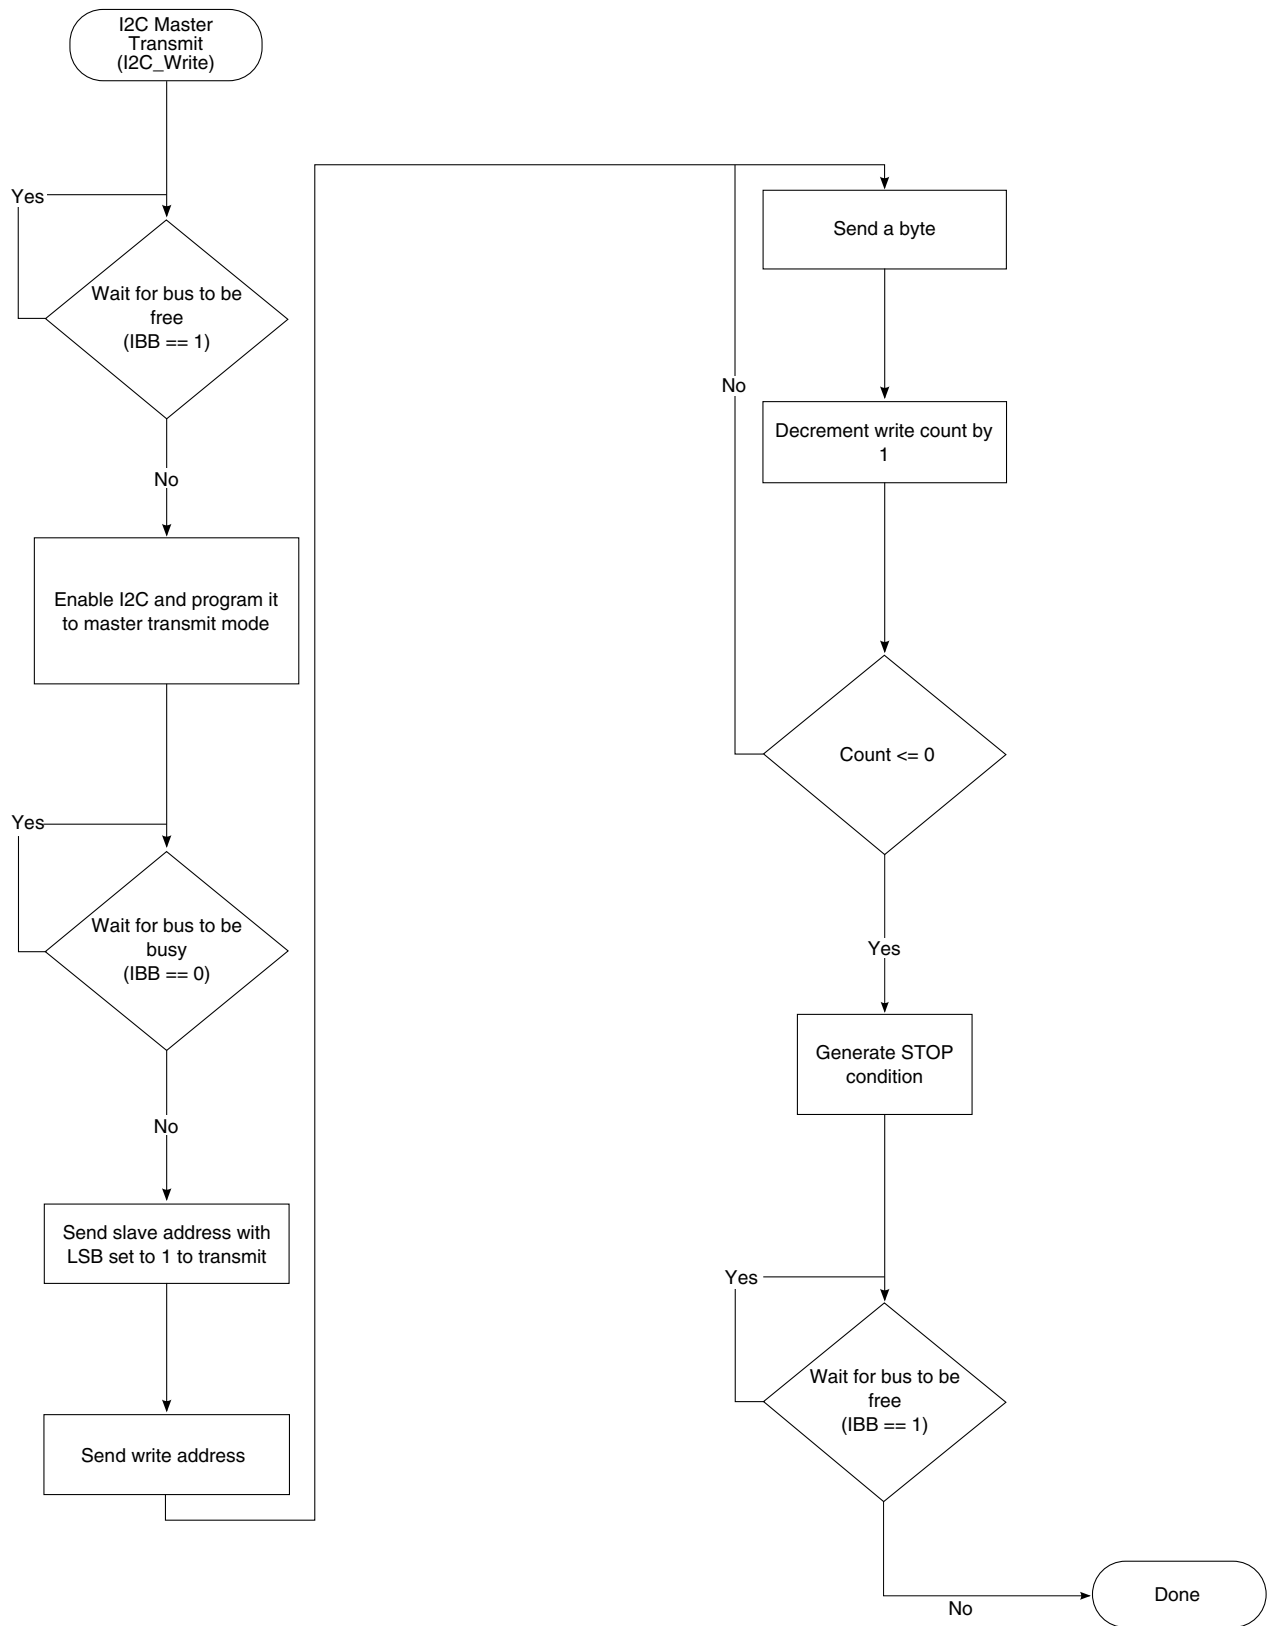 I2C Master
Transmit
(I2C_Write)
Yes
Wait for bus to be
free
(IBB == 1)
No
Enable I2C and program it
to master transmit mode
Yes
Wait for bus to be
busy
(IBB == 0)
No
Send slave address with
LSB set to 1 to transmit
Send write address
Send a byte
No
Decrement write count by
1
Count <= 0
Yes
Generate STOP
condition
Yes
Wait for bus to be
free
(IBB == 1)
No
Done